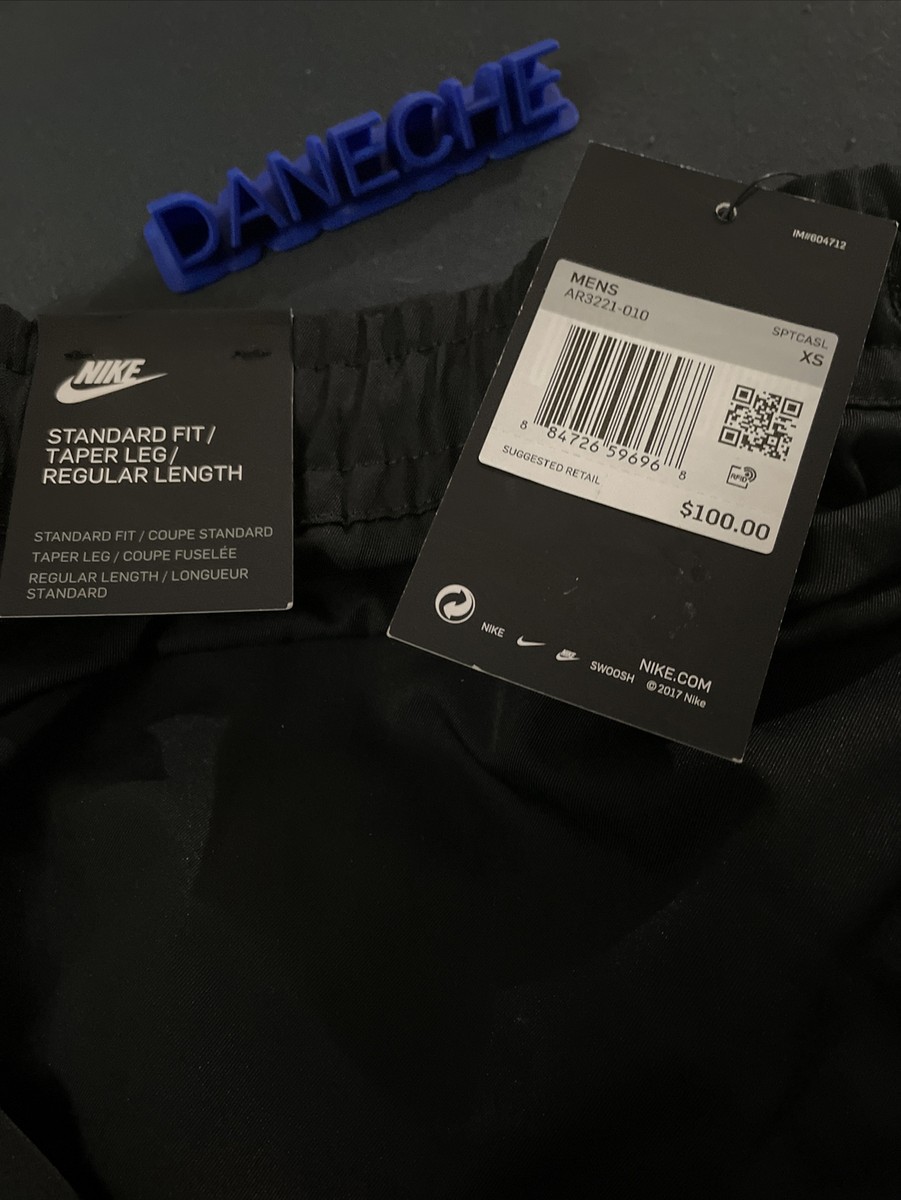 DANECHE
NIKE
STANDARD FIT/
TAPER LEG/
REGULAR LENGTH
STANDARD FIT / COUPE STANDARD
TAPER LEG / COUPE FUSELÉE
REGULAR LENGTH / LONGUEUR
STANDARD
IM#604712
MENS
AR3221-010
SPTCASL
XS
8 84726 59696 8
RFID
SUGGESTED RETAIL
$100.00
NIKE
NIKE
SWOOSH
NIKE.COM
©2017 Nike